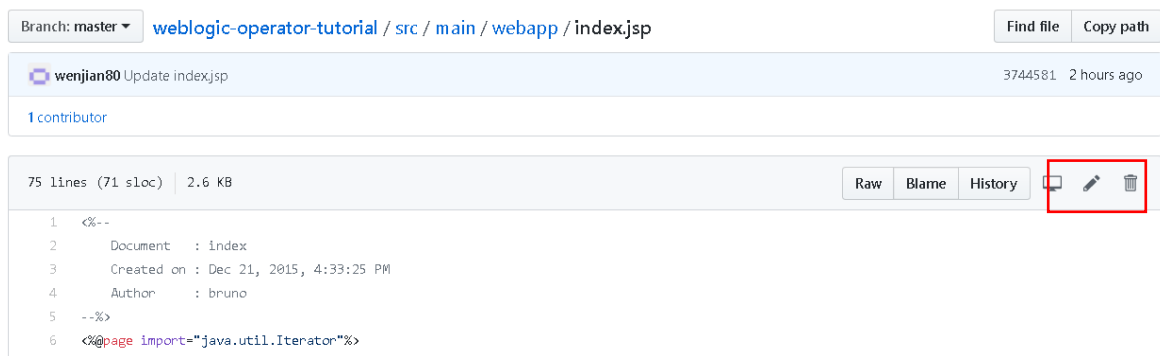 Branch: master weblogic-operator-tutorial / src / main / webapp / index.jsp Find file Copy path
wenjian80 Update index.jsp 3744581 2 hours ago
1 contributor
75 lines (71 sloc) 2.6 KB Raw Blame History
1 <%--
2 Document : index
3 Created on : Dec 21, 2015, 4:33:25 PM
4 Author : bruno
5 --%>
6 <%@page import="java.util.Iterator"%>